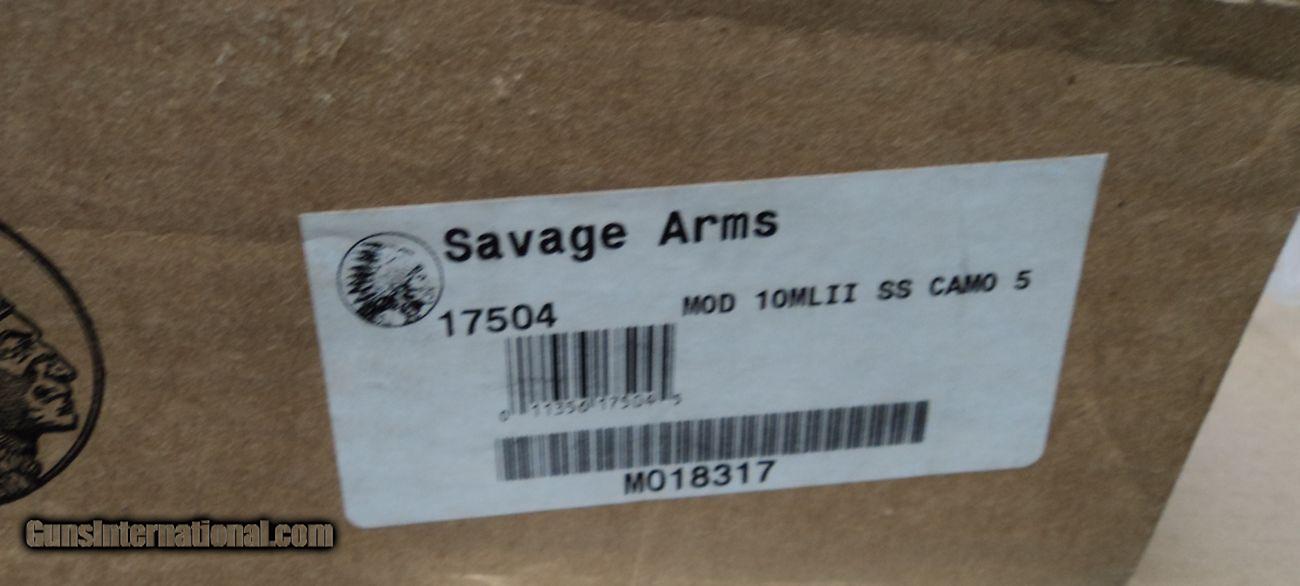 Savage Arms
17504 MOD 10MLII SS CAMO 5
0 11356 17504 5
M018317
GunsInternational.com